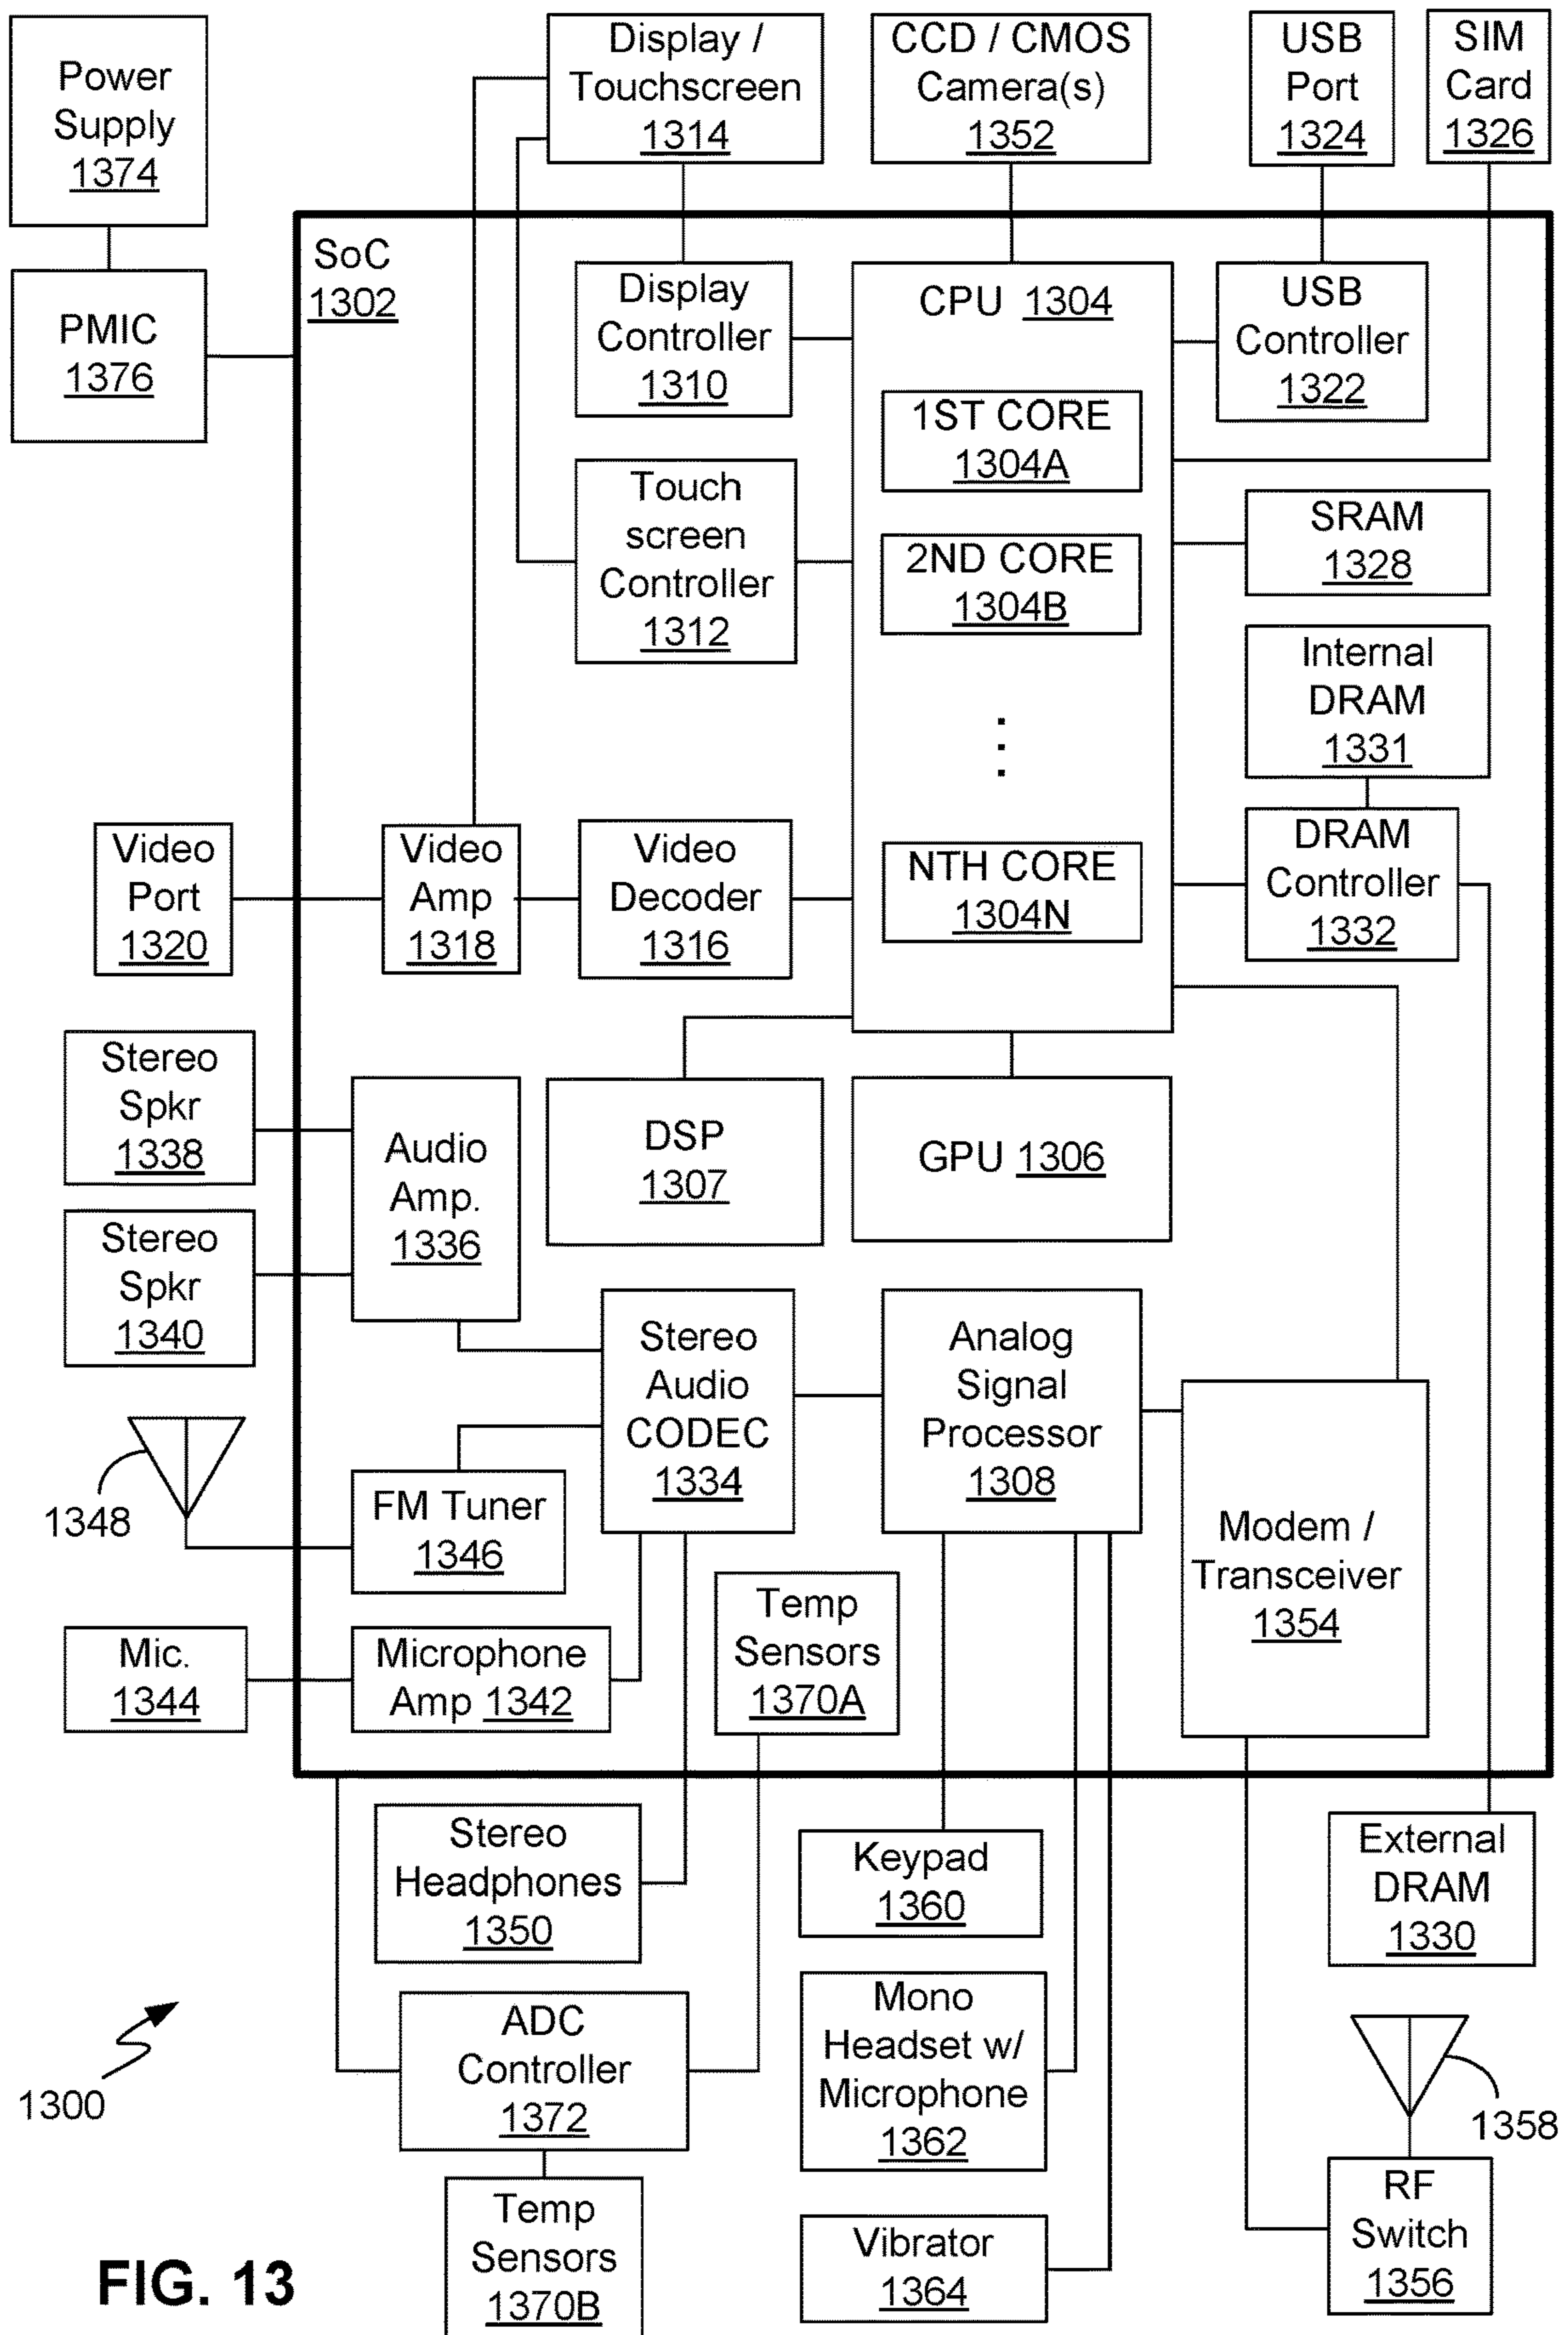 Power
Supply
1374
Display /
Touchscreen
1314
CCD / CMOS
Camera(s)
1352
USB
Port
1324
SIM
Card
1326
PMIC
1376
SoC
1302
Display
Controller
1310
CPU 1304
USB
Controller
1322
1ST CORE
1304A
Touch
screen
Controller
1312
2ND CORE
1304B
SRAM
1328
Internal
DRAM
1331
Video
Port
1320
Video
Amp
1318
Video
Decoder
1316
NTH CORE
1304N
DRAM
Controller
1332
Stereo
Spkr
1338
Audio
Amp.
1336
DSP
1307
GPU 1306
Stereo
Spkr
1340
Stereo
Audio
CODEC
1334
Analog
Signal
Processor
1308
1348
FM Tuner
1346
Modem /
Transceiver
1354
Mic.
1344
Microphone
Amp 1342
Temp
Sensors
1370A
Stereo
Headphones
1350
Keypad
1360
External
DRAM
1330
ADC
Controller
1372
Mono
Headset w/
Microphone
1362
1300
1358
Temp
Sensors
1370B
Vibrator
1364
RF
Switch
1356
FIG. 13